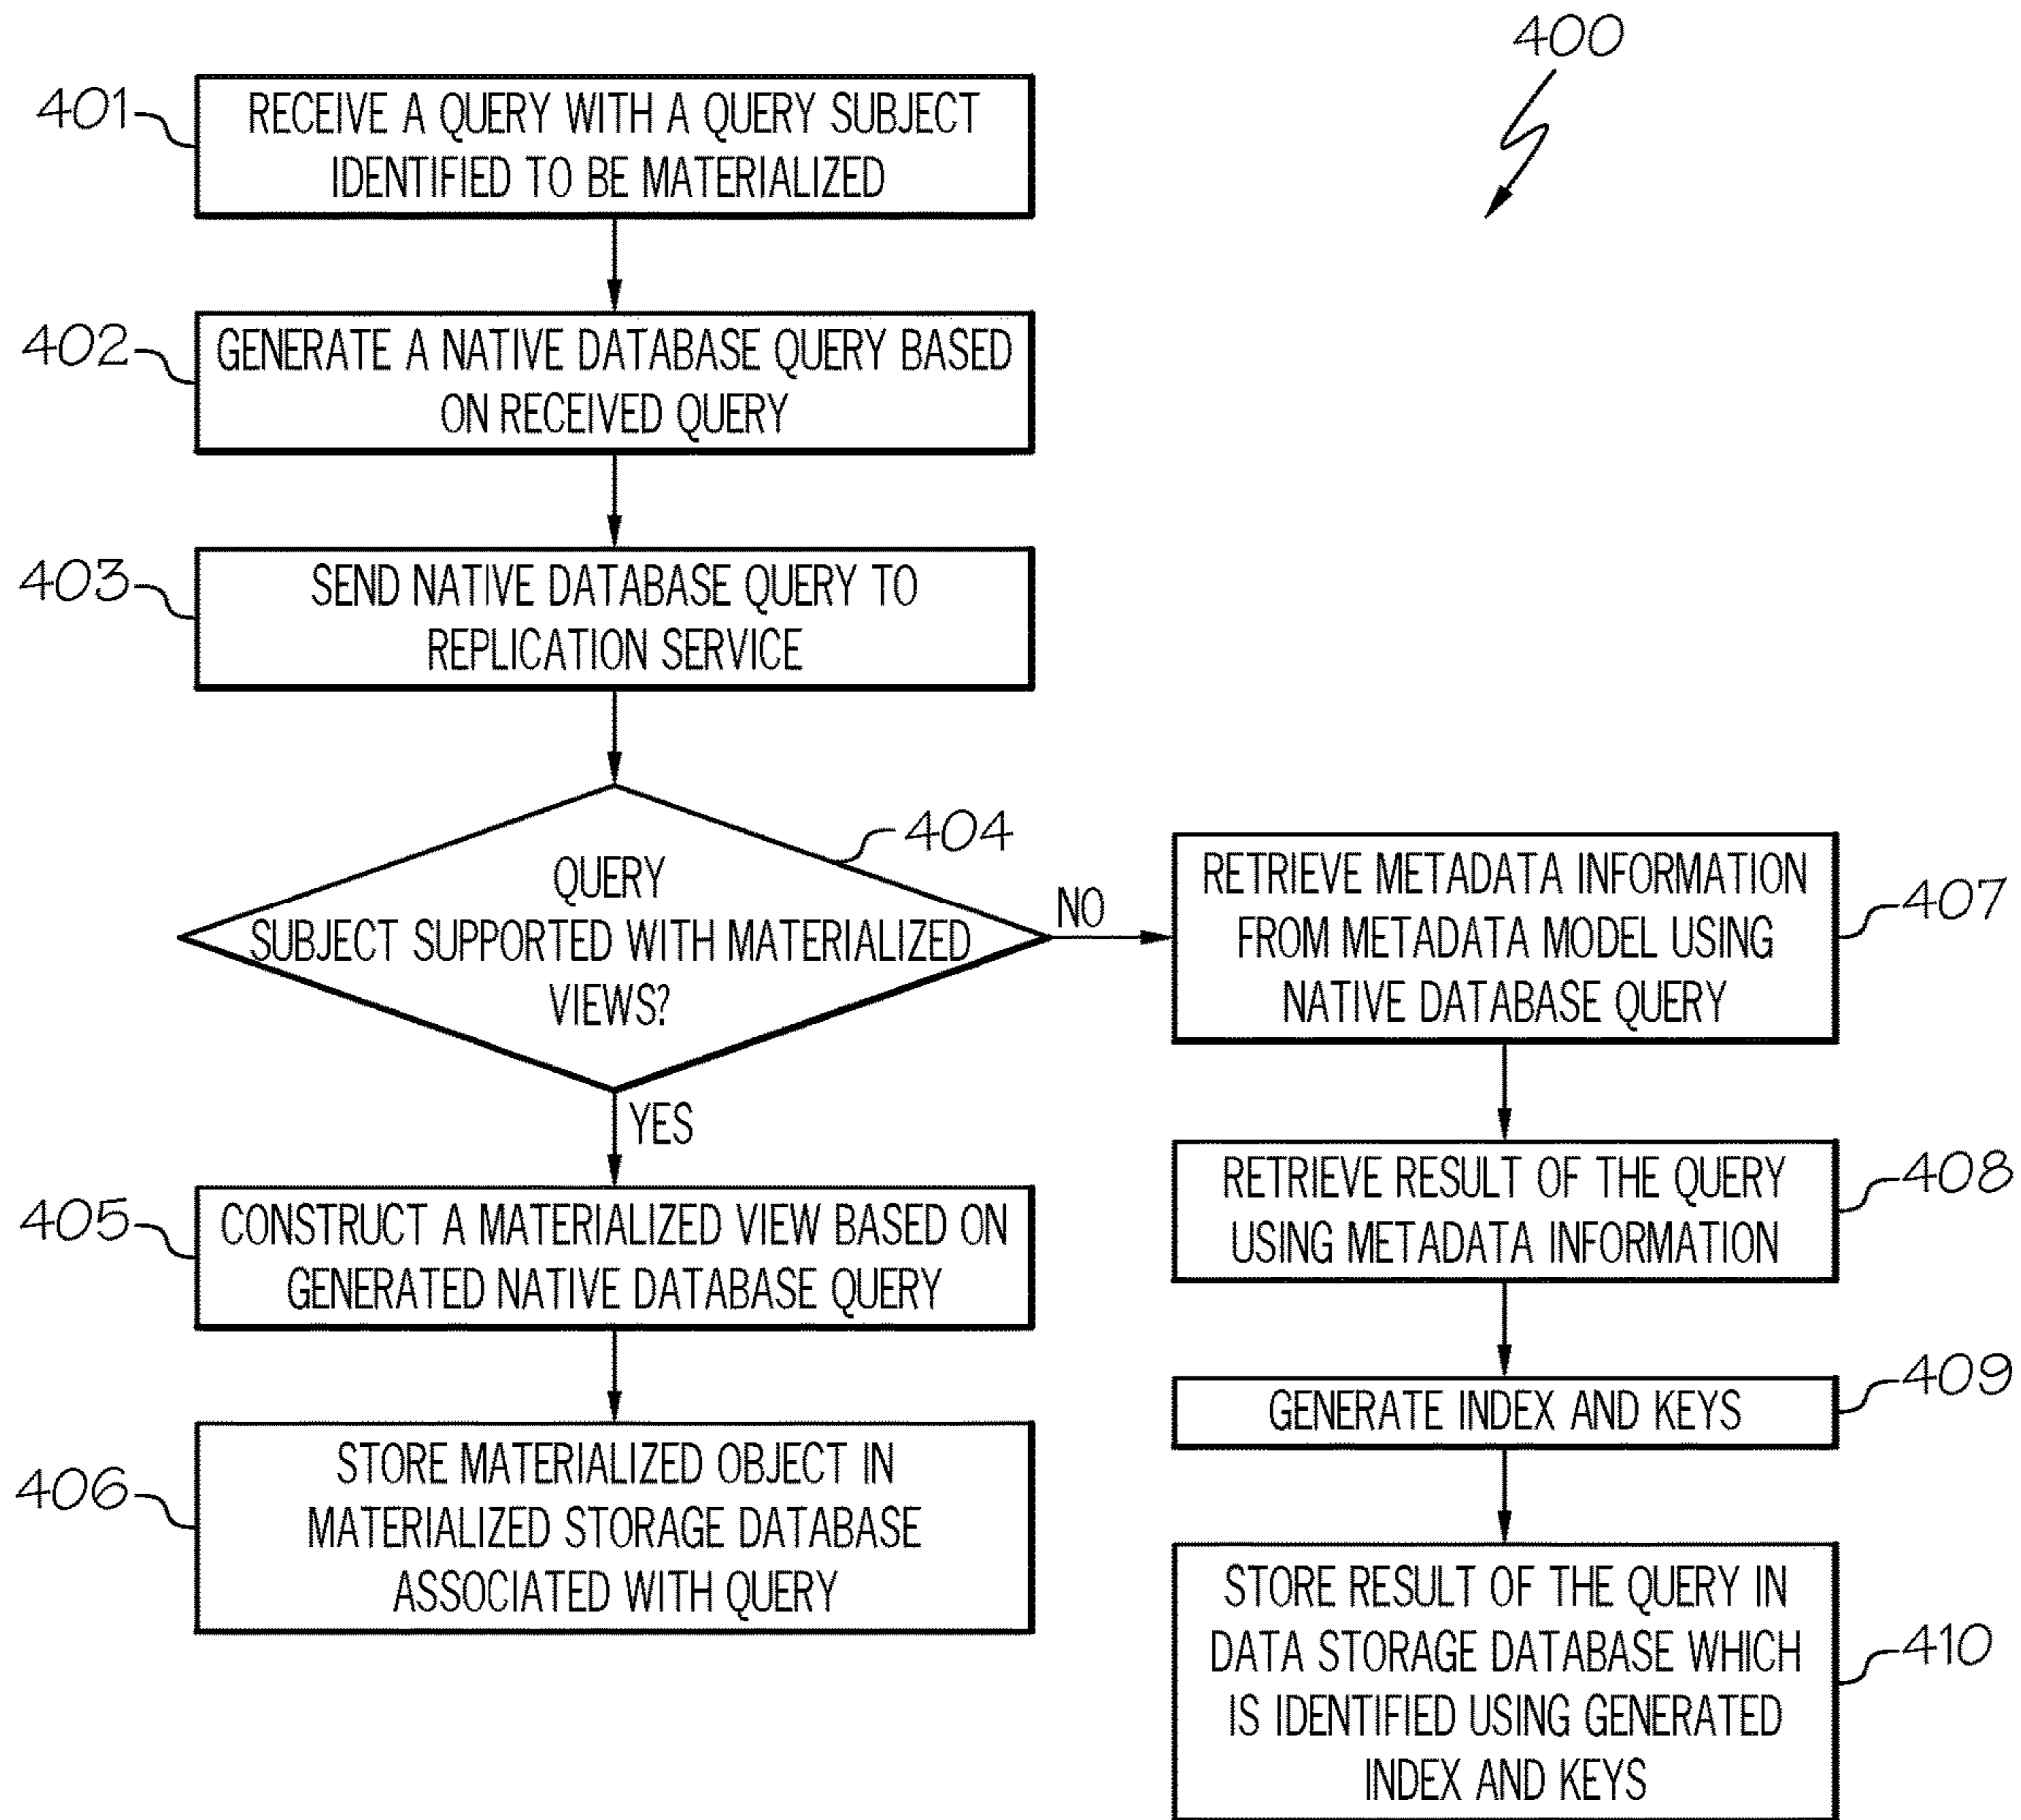 400
401
RECEIVE A QUERY WITH A QUERY SUBJECT
IDENTIFIED TO BE MATERIALIZED
402
GENERATE A NATIVE DATABASE QUERY BASED
ON RECEIVED QUERY
403
SEND NATIVE DATABASE QUERY TO
REPLICATION SERVICE
404
QUERY
SUBJECT SUPPORTED WITH MATERIALIZED
VIEWS?
NO
YES
405
CONSTRUCT A MATERIALIZED VIEW BASED ON
GENERATED NATIVE DATABASE QUERY
406
STORE MATERIALIZED OBJECT IN
MATERIALIZED STORAGE DATABASE
ASSOCIATED WITH QUERY
RETRIEVE METADATA INFORMATION
FROM METADATA MODEL USING
NATIVE DATABASE QUERY
407
RETRIEVE RESULT OF THE QUERY
USING METADATA INFORMATION
408
GENERATE INDEX AND KEYS
409
STORE RESULT OF THE QUERY IN
DATA STORAGE DATABASE WHICH
IS IDENTIFIED USING GENERATED
INDEX AND KEYS
410